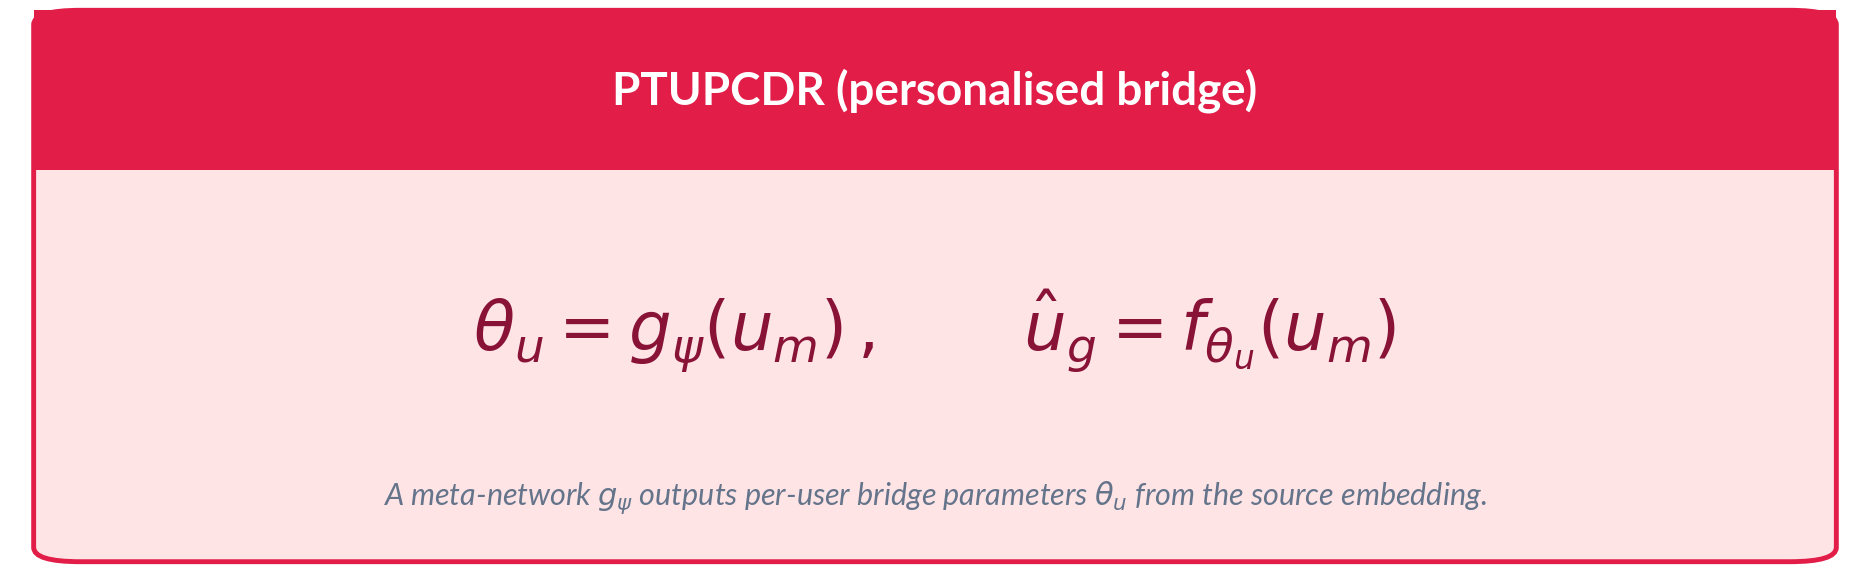 PTUPCDR (personalised bridge)
θ_u = g_ψ(u_m) ,  û_g = f_{θ_u}(u_m)
A meta-network g_ψ outputs per-user bridge parameters θ_u from the source embedding.